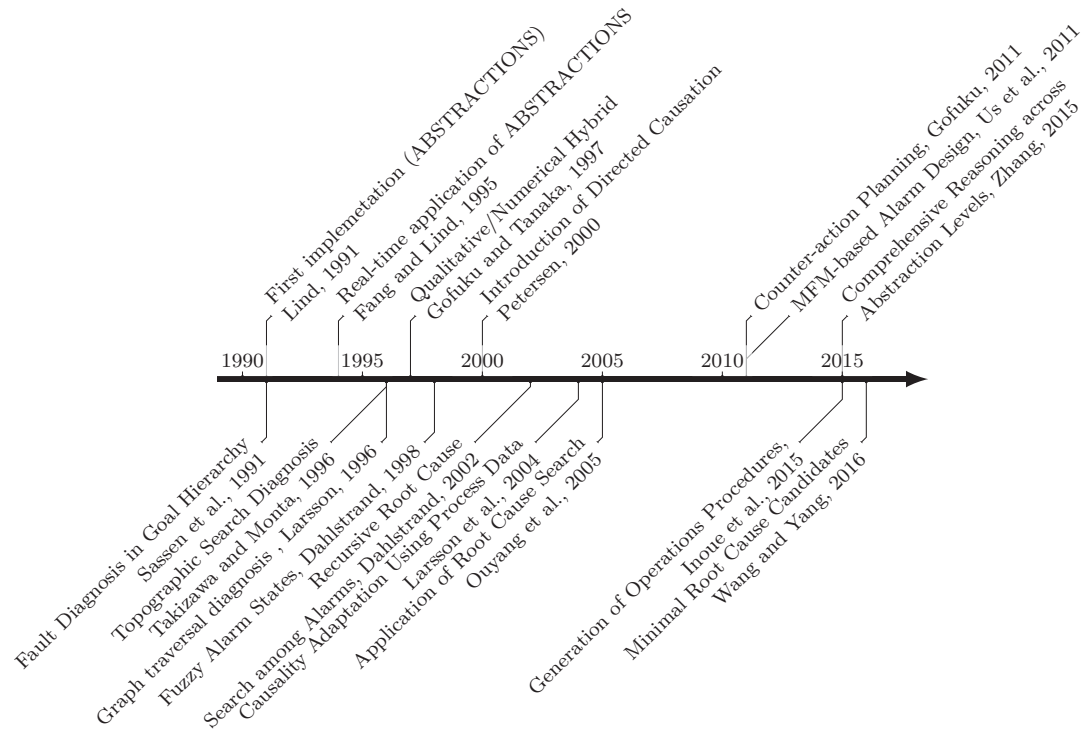 First implemetation (ABSTRACTIONS)
Lind, 1991
Real-time application of ABSTRACTIONS
Fang and Lind, 1995
Qualitative/Numerical Hybrid
Gofuku and Tanaka, 1997
Introduction of Directed Causation
Petersen, 2000
Counter-action Planning, Gofuku, 2011
MFM-based Alarm Design, Us et al., 2011
Comprehensive Reasoning across
Abstraction Levels, Zhang, 2015
1990
1995
2000
2005
2010
2015
Fault Diagnosis in Goal Hierarchy
Sassen et al., 1991
Topographic Search Diagnosis
Takizawa and Monta, 1996
Graph traversal diagnosis , Larsson, 1996
Fuzzy Alarm States, Dahlstrand, 1998
Recursive Root Cause
Search among Alarms, Dahlstrand, 2002
Causality Adaptation Using Process Data
Larsson et al., 2004
Application of Root Cause Search
Ouyang et al., 2005
Generation of Operations Procedures,
Inoue et al., 2015
Minimal Root Cause Candidates
Wang and Yang, 2016